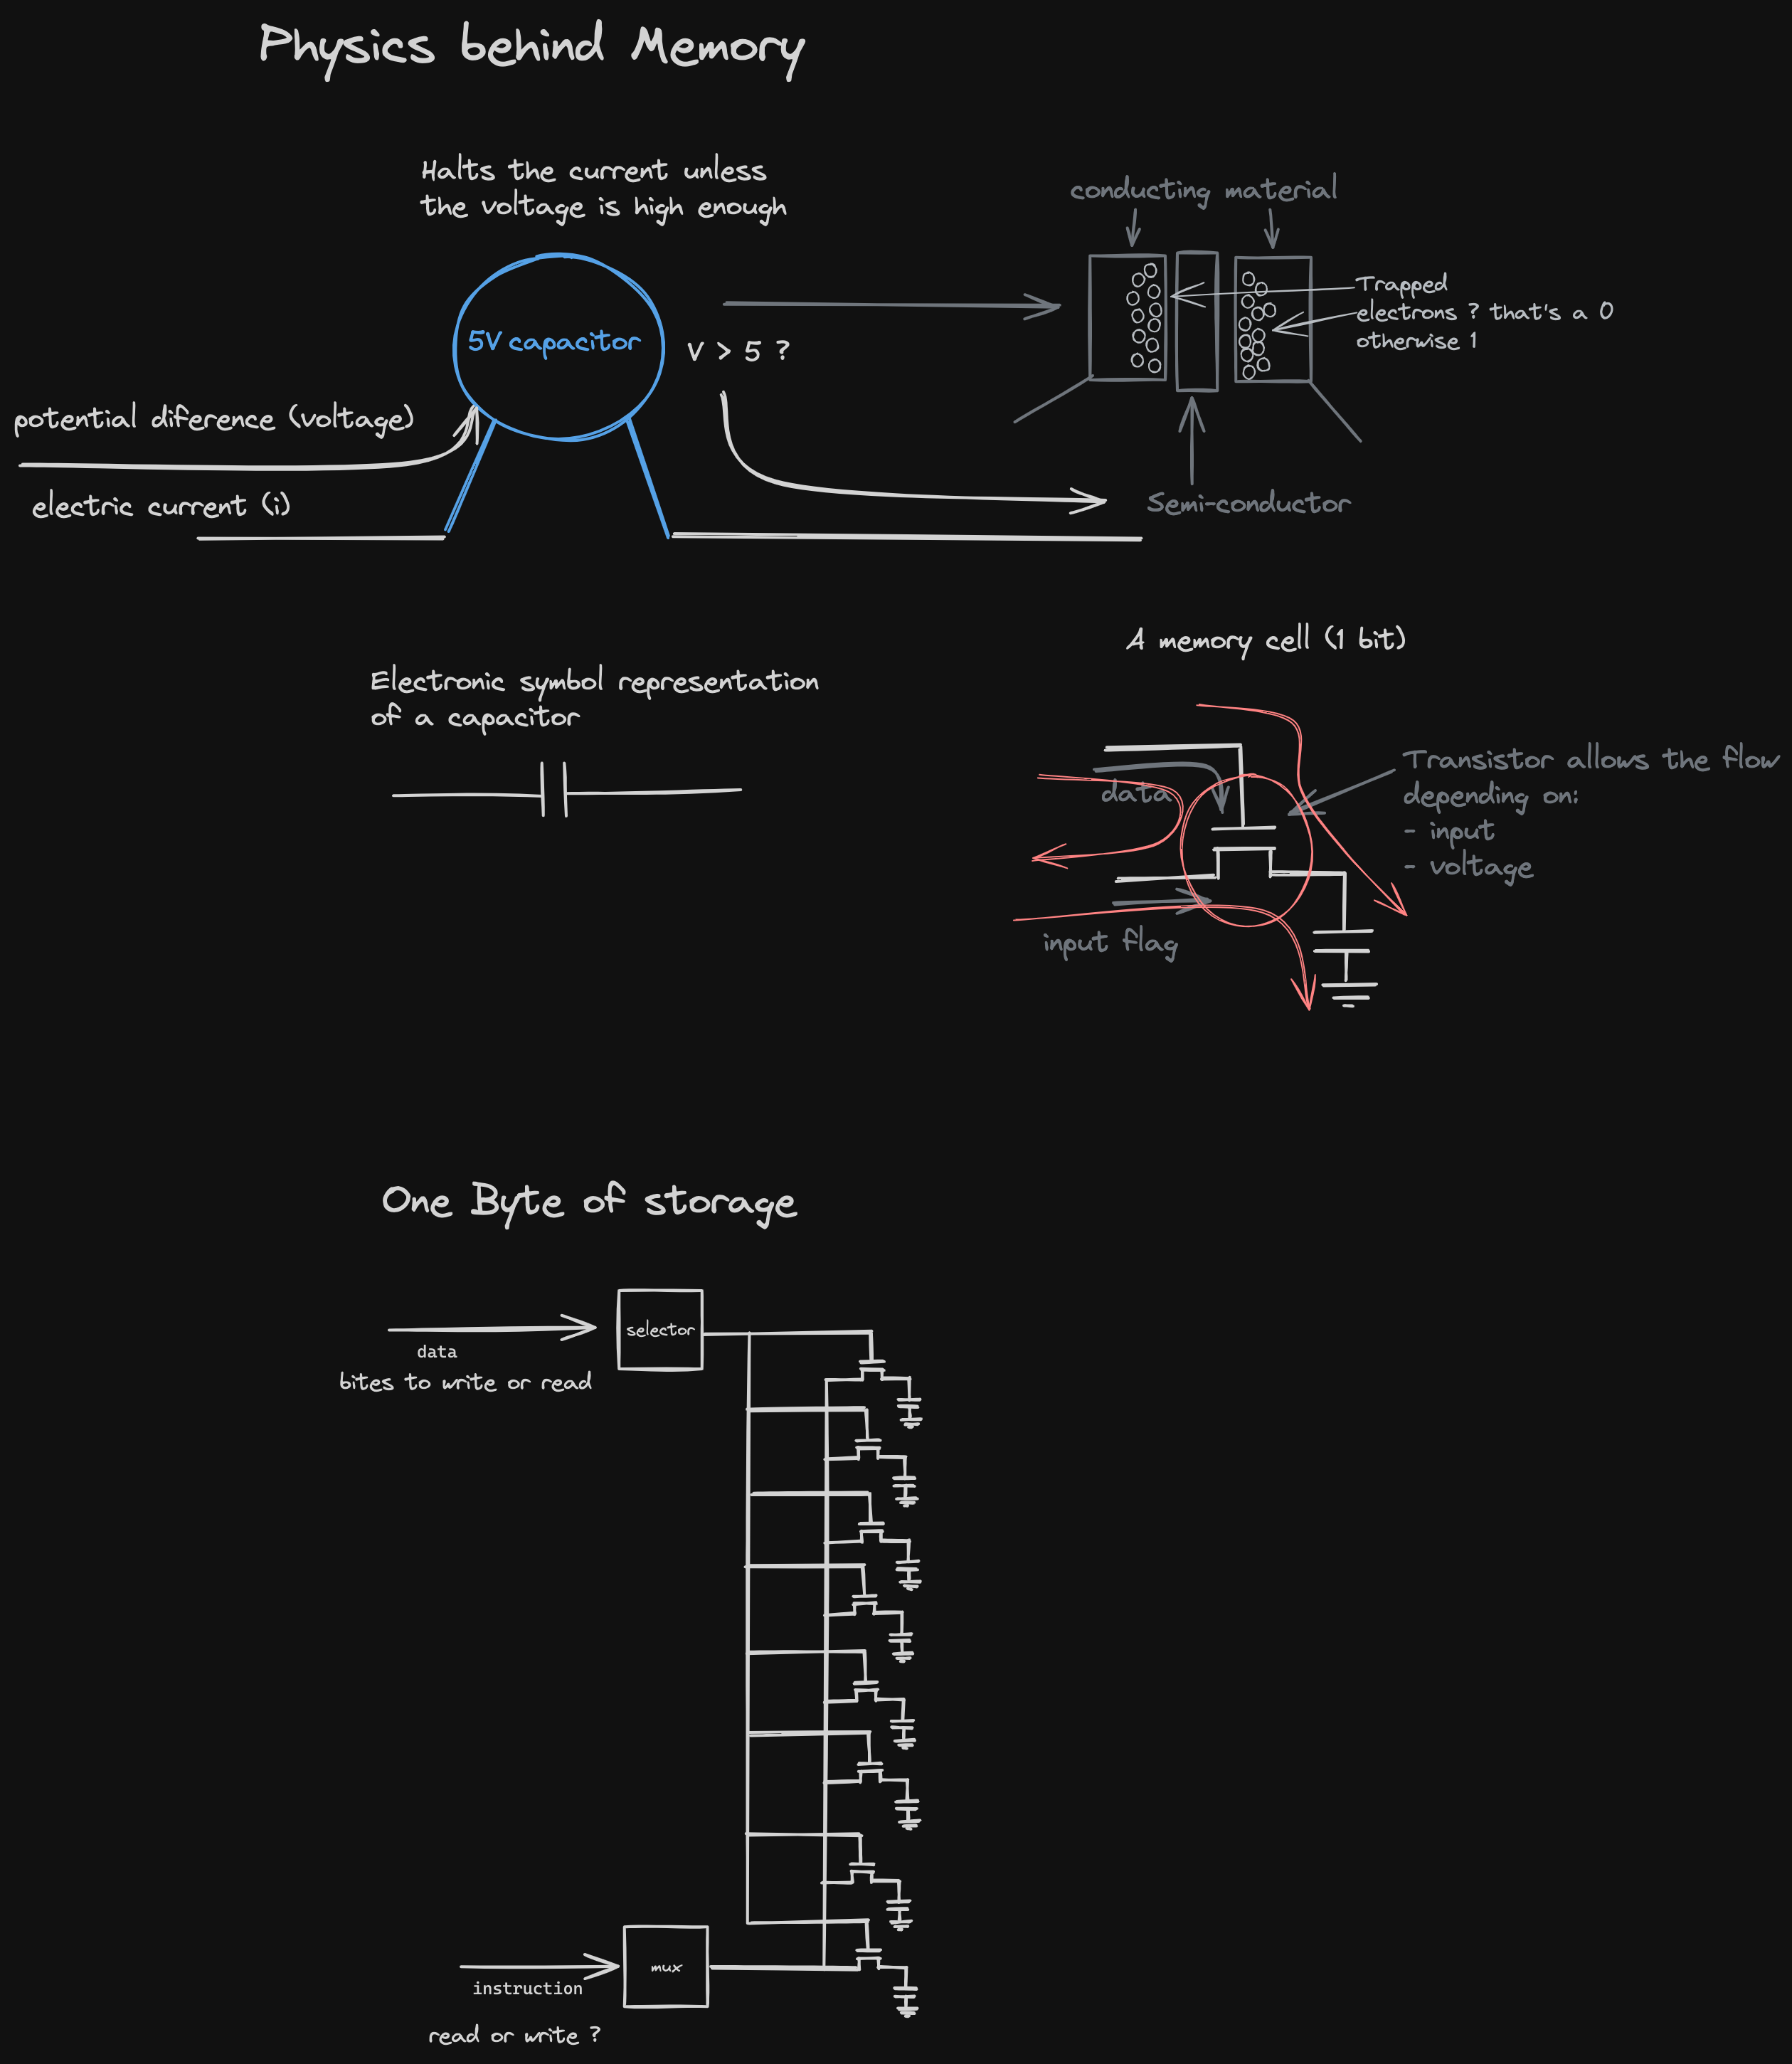 Physics behind Memory
Halts the current unless
the voltage is high enough
conducting material
5V capacitor
V > 5 ?
Trapped
electrons ? that's a 0
otherwise 1
potential diference (voltage)
electric current (i)
Semi-conductor
A memory cell (1 bit)
Electronic symbol representation
of a capacitor
data
Transistor allows the flow
depending on:
- input
- voltage
input flag
One Byte of storage
selector
data
bites to write or read
mux
instruction
read or write ?